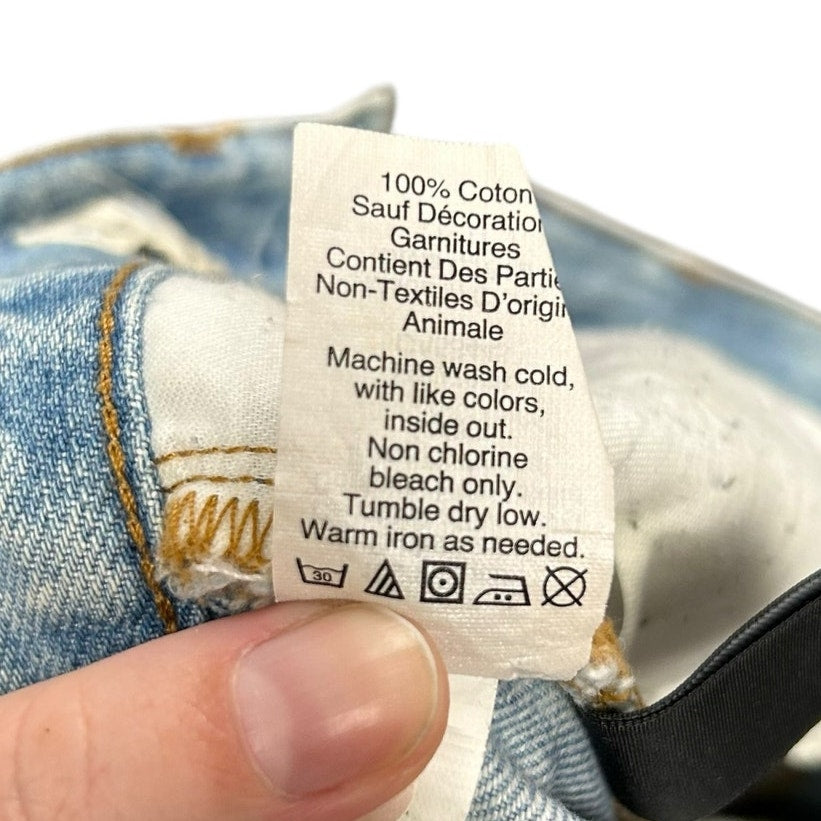 100% Coton
Sauf Décoration
Garnitures
Contient Des Partie
Non-Textiles D'origin
Animale
Machine wash cold,
with like colors,
inside out.
Non chlorine
bleach only.
Tumble dry low.
Warm iron as needed.
30